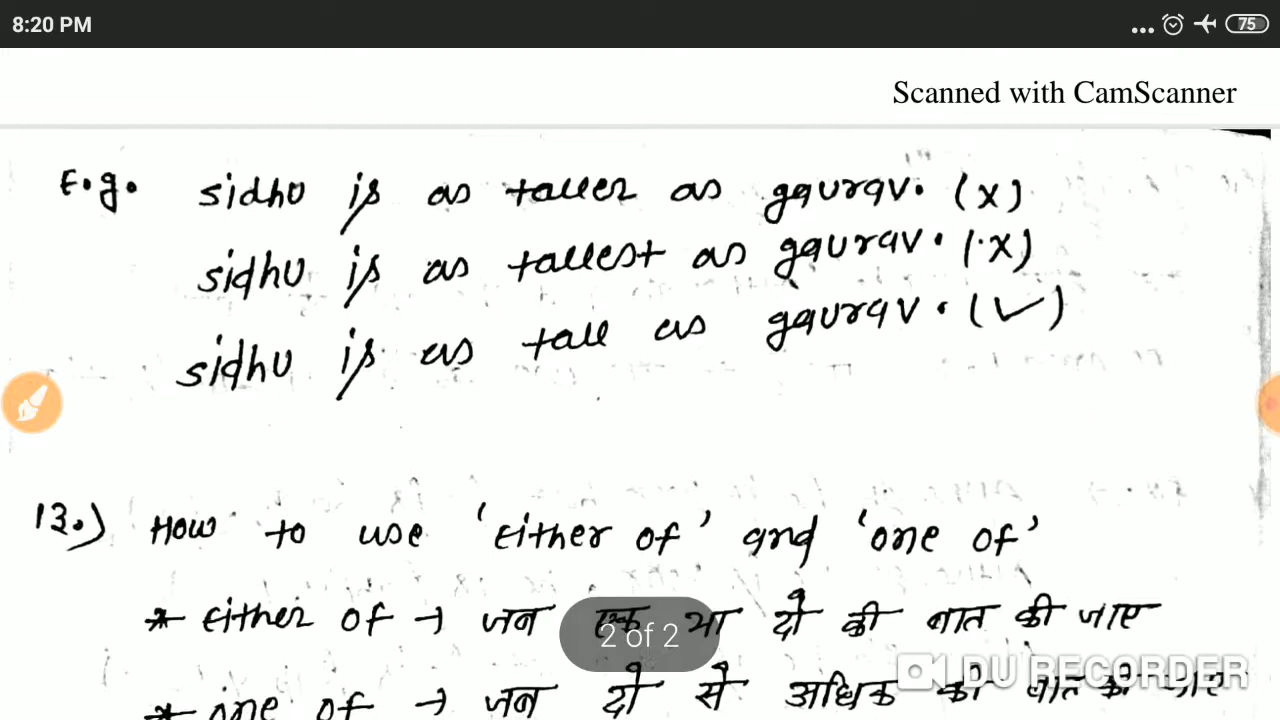 8:20 PM
... 75
Scanned with CamScanner
E.g. sidhu is as taller as gaurav. (x)
sidhu is as tallest as gaurav. (x)
sidhu is as tall as gaurav. (✓)
13.) How to use 'Either of' and 'one of'
* Either of → जब एक या दो की बात की जाए
2 of 2
DU RECORDER
* one of → जब दो से अधिक की बात की जाए